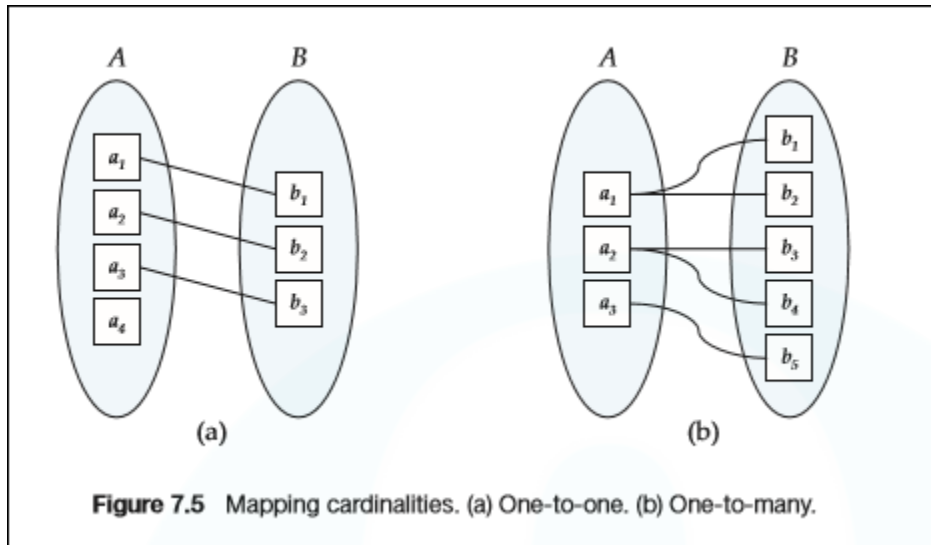 A B A B
a₁ b₁
a₂ b₂
a₃ b₃
a₄
a₁ b₁
a₂ b₂
a₃ b₃
b₄
b₅
(a) (b)
Figure 7.5 Mapping cardinalities. (a) One-to-one. (b) One-to-many.